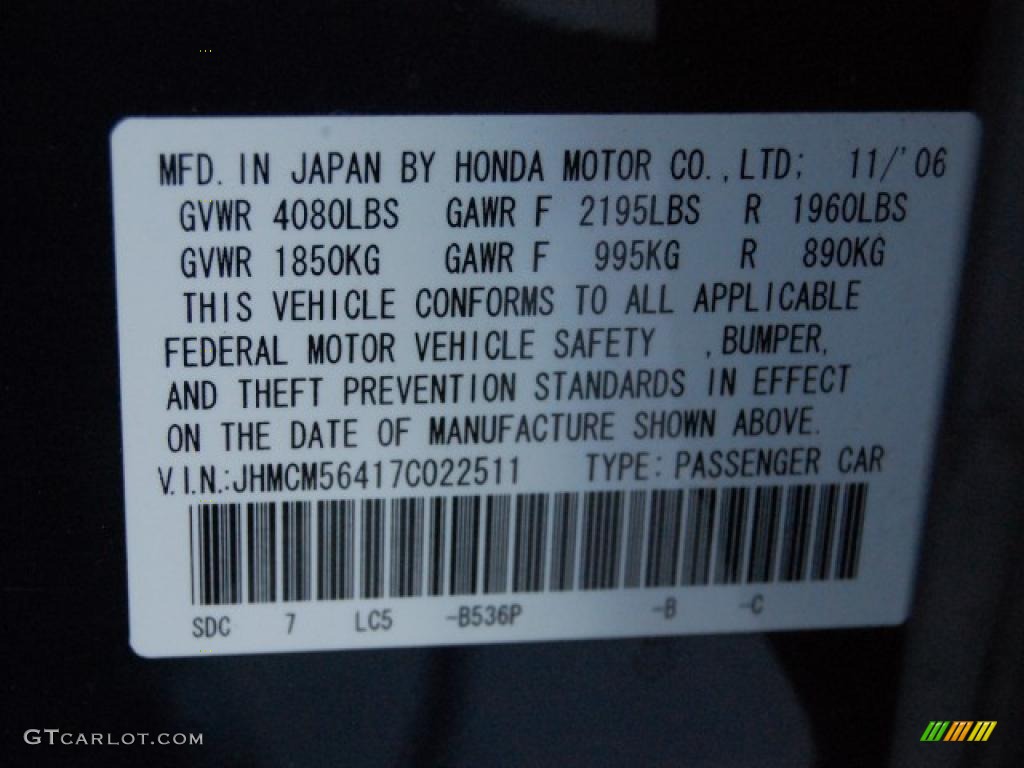 MFD. IN JAPAN BY HONDA MOTOR CO.,LTD; 11/'06
GVWR 4080LBS GAWR F 2195LBS R 1960LBS
GVWR 1850KG GAWR F 995KG R 890KG
THIS VEHICLE CONFORMS TO ALL APPLICABLE
FEDERAL MOTOR VEHICLE SAFETY ,BUMPER,
AND THEFT PREVENTION STANDARDS IN EFFECT
ON THE DATE OF MANUFACTURE SHOWN ABOVE.
V.I.N.:JHMCM56417C022511 TYPE: PASSENGER CAR
SDC 7 LC5 -B536P -B -C
GTCARLOT.COM